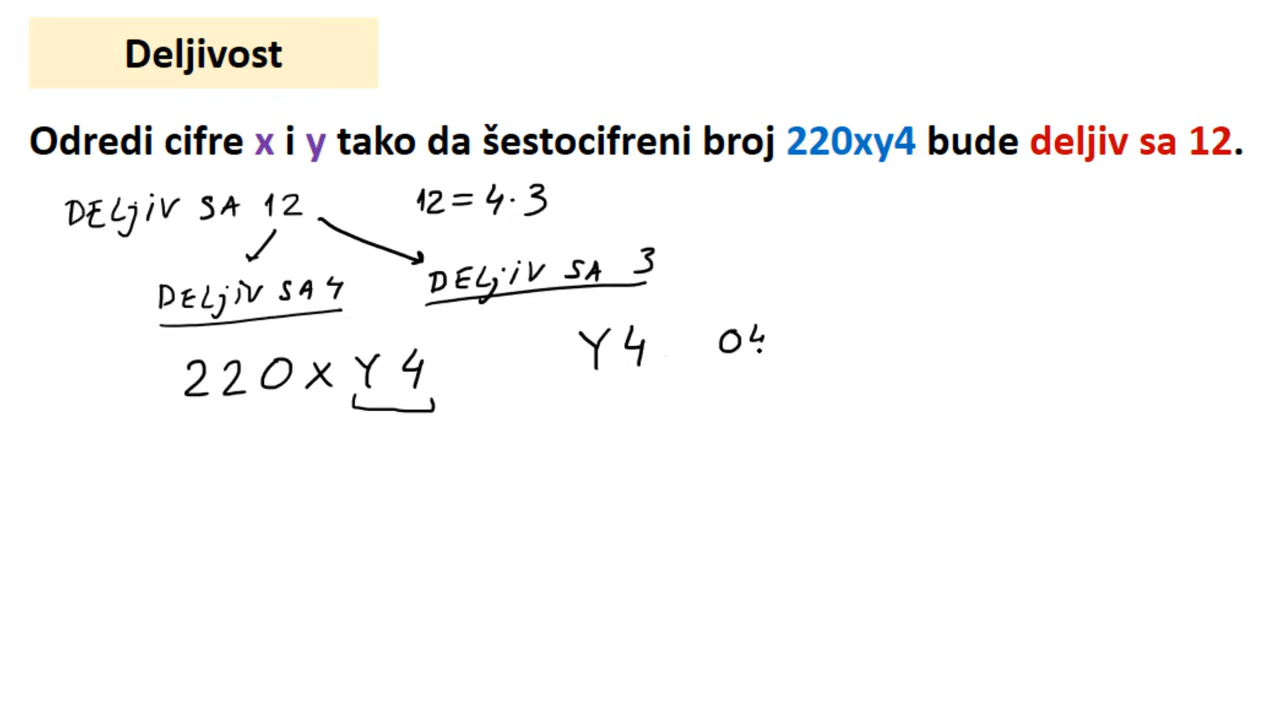 Deljivost
Odredi cifre x i y tako da šestocifreni broj 220xy4 bude deljiv sa 12.
DELjiV SA 12 12 = 4 · 3
DELjiV SA 4 DELjiV SA 3
220XY4 Y4 04